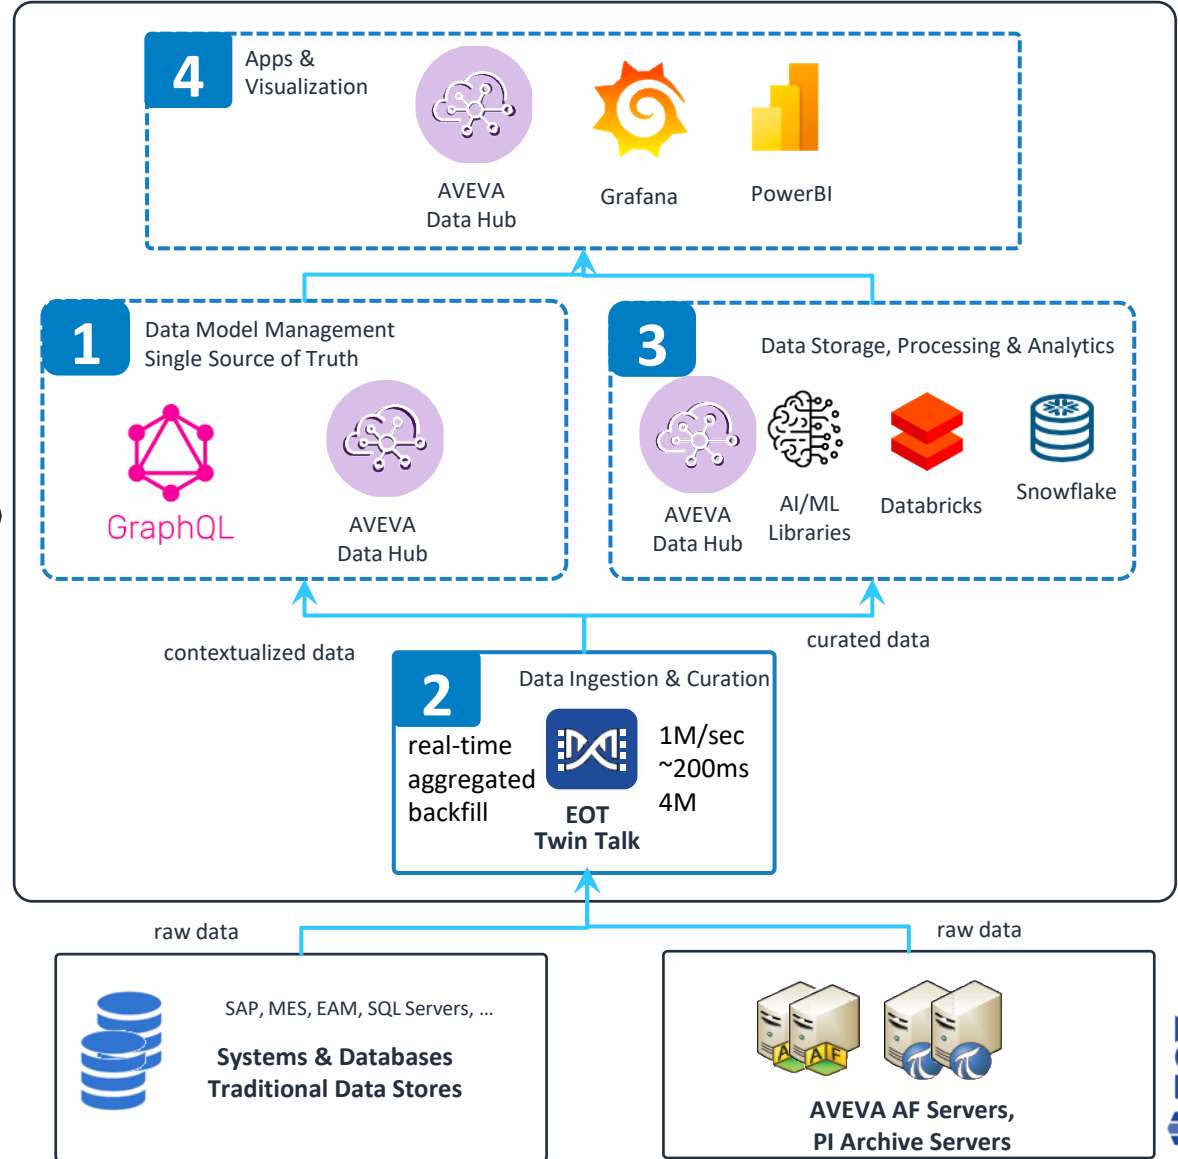 4
Apps &
Visualization
AVEVA
Data Hub
Grafana
PowerBI
1
Data Model Management
Single Source of Truth
GraphQL
AVEVA
Data Hub
3
Data Storage, Processing & Analytics
AVEVA
Data Hub
AI/ML
Libraries
Databricks
Snowflake
contextualized data
curated data
2
Data Ingestion & Curation
real-time
aggregated
backfill
EOT
Twin Talk
1M/sec
~200ms
4M
raw data
raw data
SAP, MES, EAM, SQL Servers, ...
Systems & Databases
Traditional Data Stores
A
AF
AVEVA AF Servers,
PI Archive Servers